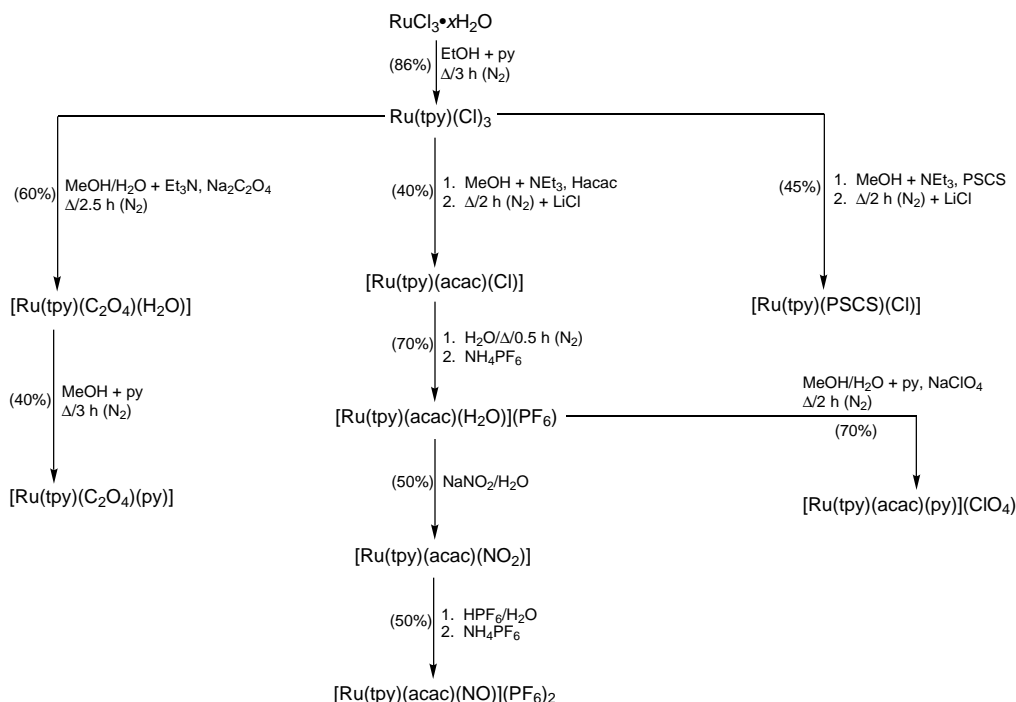 RuCl3•xH2O
(86%)
EtOH + py
Δ/3 h (N2)
Ru(tpy)(Cl)3
(60%)
MeOH/H2O + Et3N, Na2C2O4
Δ/2.5 h (N2)
(40%)
1. MeOH + NEt3, Hacac
2. Δ/2 h (N2) + LiCl
(45%)
1. MeOH + NEt3, PSCS
2. Δ/2 h (N2) + LiCl
[Ru(tpy)(C2O4)(H2O)]
[Ru(tpy)(acac)(Cl)]
[Ru(tpy)(PSCS)(Cl)]
(40%)
MeOH + py
Δ/3 h (N2)
(70%)
1. H2O/Δ/0.5 h (N2)
2. NH4PF6
[Ru(tpy)(acac)(H2O)](PF6)
MeOH/H2O + py, NaClO4
Δ/2 h (N2)
(70%)
[Ru(tpy)(C2O4)(py)]
(50%)
NaNO2/H2O
[Ru(tpy)(acac)(py)](ClO4)
[Ru(tpy)(acac)(NO2)]
(50%)
1. HPF6/H2O
2. NH4PF6
[Ru(tpy)(acac)(NO)](PF6)2